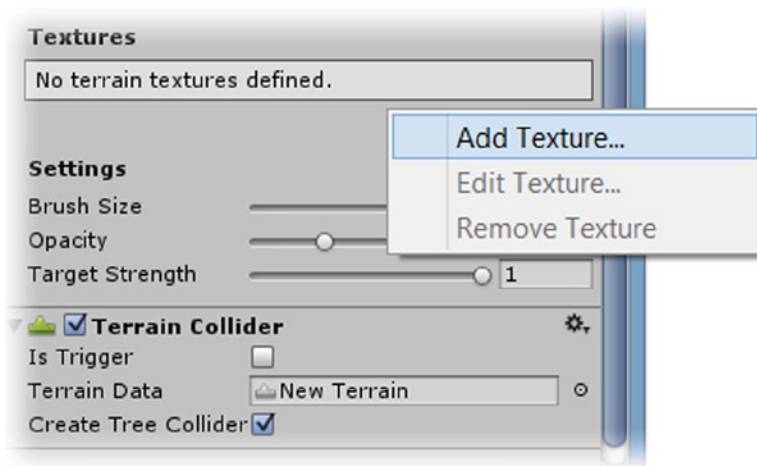 Textures
No terrain textures defined.
Add Texture...
Edit Texture...
Remove Texture
Settings
Brush Size
Opacity
Target Strength 1
Terrain Collider
Is Trigger
Terrain Data New Terrain
Create Tree Collider